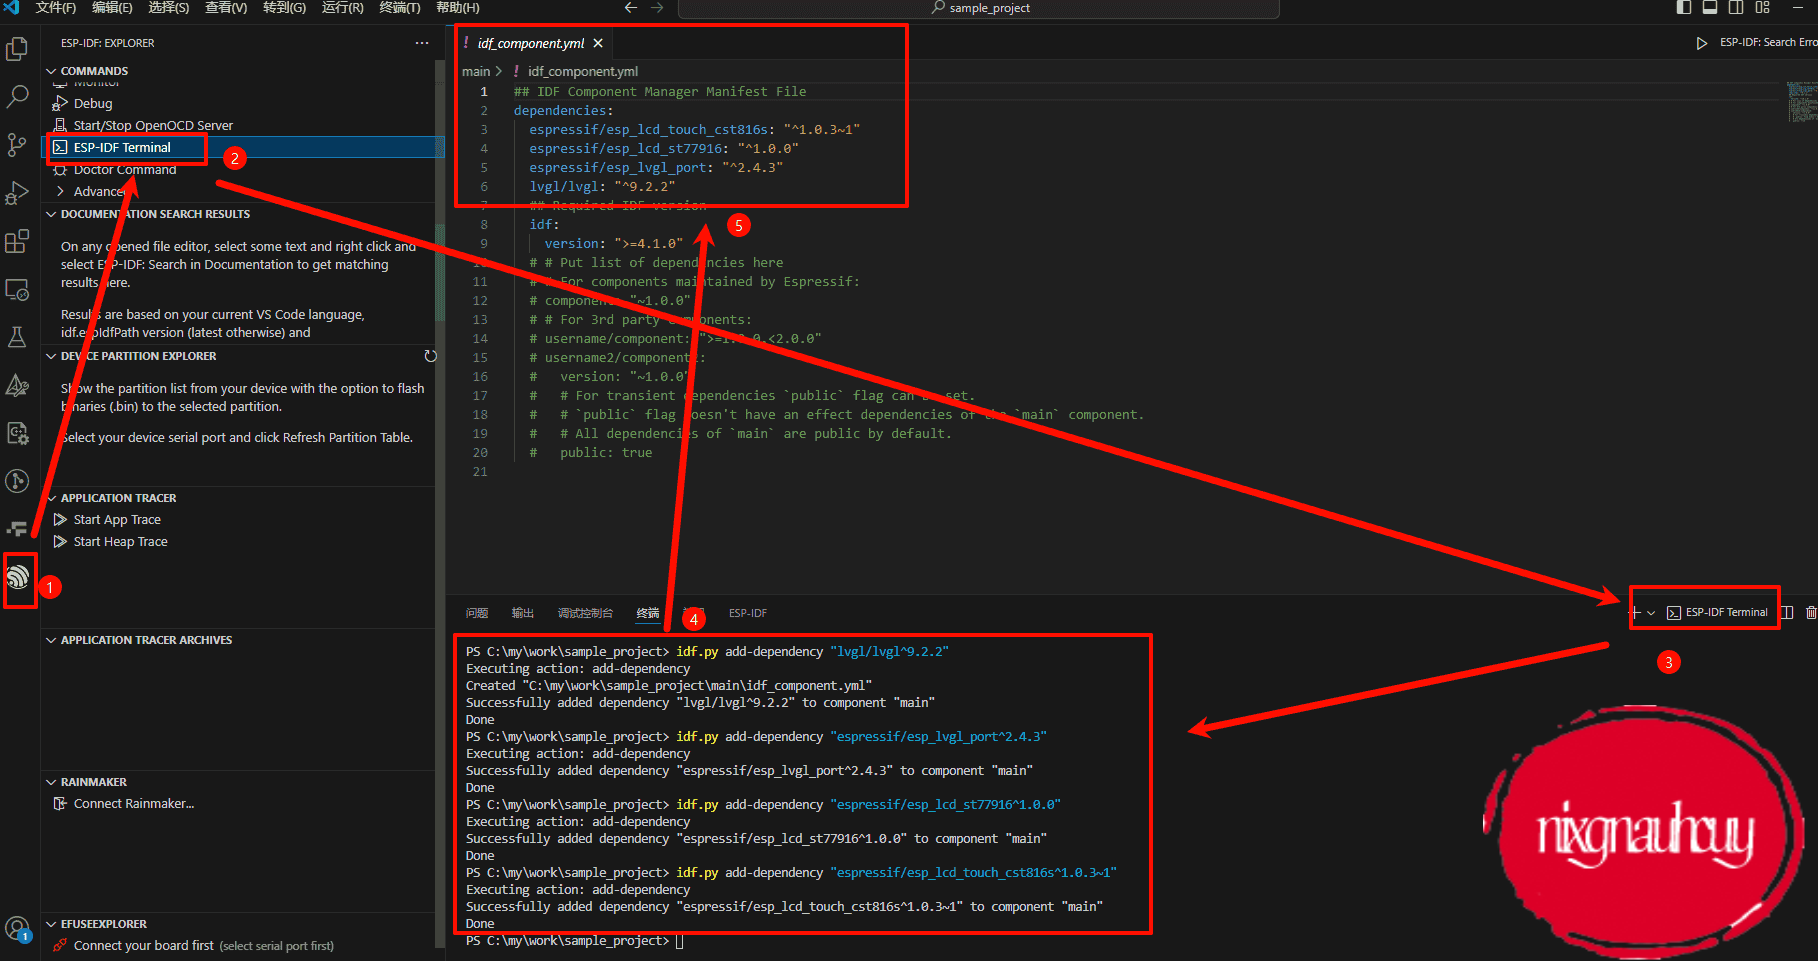 文件(F) 编辑(E) 选择(S) 查看(V) 转到(G) 运行(R) 终端(T) 帮助(H)
sample_project
ESP-IDF: EXPLORER
COMMANDS
Monitor
Debug
Start/Stop OpenOCD Server
ESP-IDF Terminal
2
Doctor Command
Advanced
DOCUMENTATION SEARCH RESULTS
On any opened file editor, select some text and right click and
select ESP-IDF: Search in Documentation to get matching
results here.
Results are based on your current VS Code language,
idf.espIdfPath version (latest otherwise) and
DEVICE PARTITION EXPLORER
Show the partition list from your device with the option to flash
binaries (.bin) to the selected partition.
Select your device serial port and click Refresh Partition Table.
APPLICATION TRACER
Start App Trace
Start Heap Trace
1
APPLICATION TRACER ARCHIVES
RAINMAKER
Connect Rainmaker...
EFUSEEXPLORER
Connect your board first (select serial port first)
1
! idf_component.yml
ESP-IDF: Search Erro
main > ! idf_component.yml
1 ## IDF Component Manager Manifest File
2 dependencies:
3 espressif/esp_lcd_touch_cst816s: "^1.0.3~1"
4 espressif/esp_lcd_st77916: "^1.0.0"
5 espressif/esp_lvgl_port: "^2.4.3"
6 lvgl/lvgl: "^9.2.2"
7 ## Required IDF version
5
8 idf:
9 version: ">=4.1.0"
10 # # Put list of dependencies here
11 # # For components maintained by Espressif:
12 # component: "~1.0.0"
13 # # For 3rd party components:
14 # username/component: ">=1.0.0,<2.0.0"
15 # username2/component2:
16 # version: "~1.0.0"
17 # # For transient dependencies `public` flag can be set.
18 # # `public` flag doesn't have an effect dependencies of the `main` component.
19 # # All dependencies of `main` are public by default.
20 # public: true
21
问题 输出 调试控制台 终端 ESP-IDF
4
ESP-IDF Terminal
3
PS C:\my\work\sample_project> idf.py add-dependency "lvgl/lvgl^9.2.2"
Executing action: add-dependency
Created "C:\my\work\sample_project\main\idf_component.yml"
Successfully added dependency "lvgl/lvgl^9.2.2" to component "main"
Done
PS C:\my\work\sample_project> idf.py add-dependency "espressif/esp_lvgl_port^2.4.3"
Executing action: add-dependency
Successfully added dependency "espressif/esp_lvgl_port^2.4.3" to component "main"
Done
PS C:\my\work\sample_project> idf.py add-dependency "espressif/esp_lcd_st77916^1.0.0"
Executing action: add-dependency
Successfully added dependency "espressif/esp_lcd_st77916^1.0.0" to component "main"
Done
PS C:\my\work\sample_project> idf.py add-dependency "espressif/esp_lcd_touch_cst816s^1.0.3~1"
Executing action: add-dependency
Successfully added dependency "espressif/esp_lcd_touch_cst816s^1.0.3~1" to component "main"
Done
PS C:\my\work\sample_project>
nixgnauhcuy